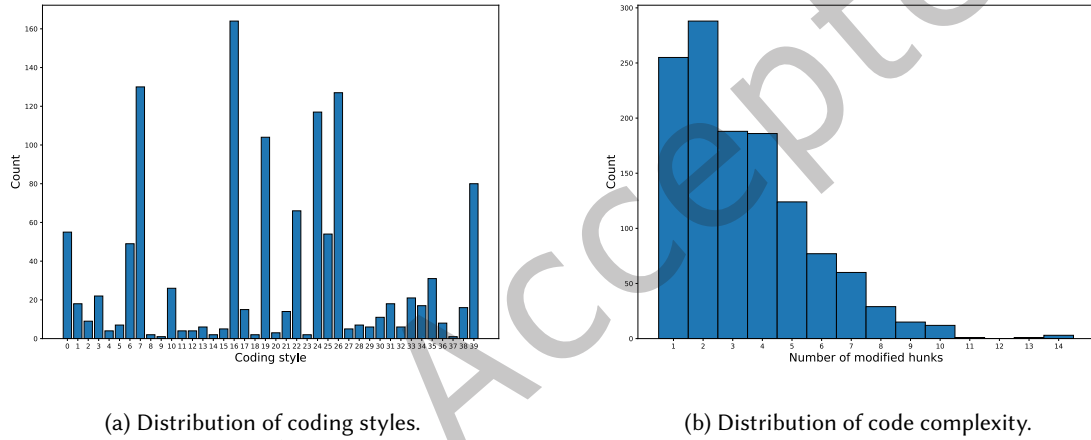 160
140
120
100
80
60
40
20
0
Count
0 1 2 3 4 5 6 7 8 9 10 11 12 13 14 15 16 17 18 19 20 21 22 23 24 25 26 27 28 29 30 31 32 33 34 35 36 37 38 39
Coding style
(a) Distribution of coding styles.
300
250
200
150
100
50
0
Count
1 2 3 4 5 6 7 8 9 10 11 12 13 14
Number of modified hunks
(b) Distribution of code complexity.
Accepte